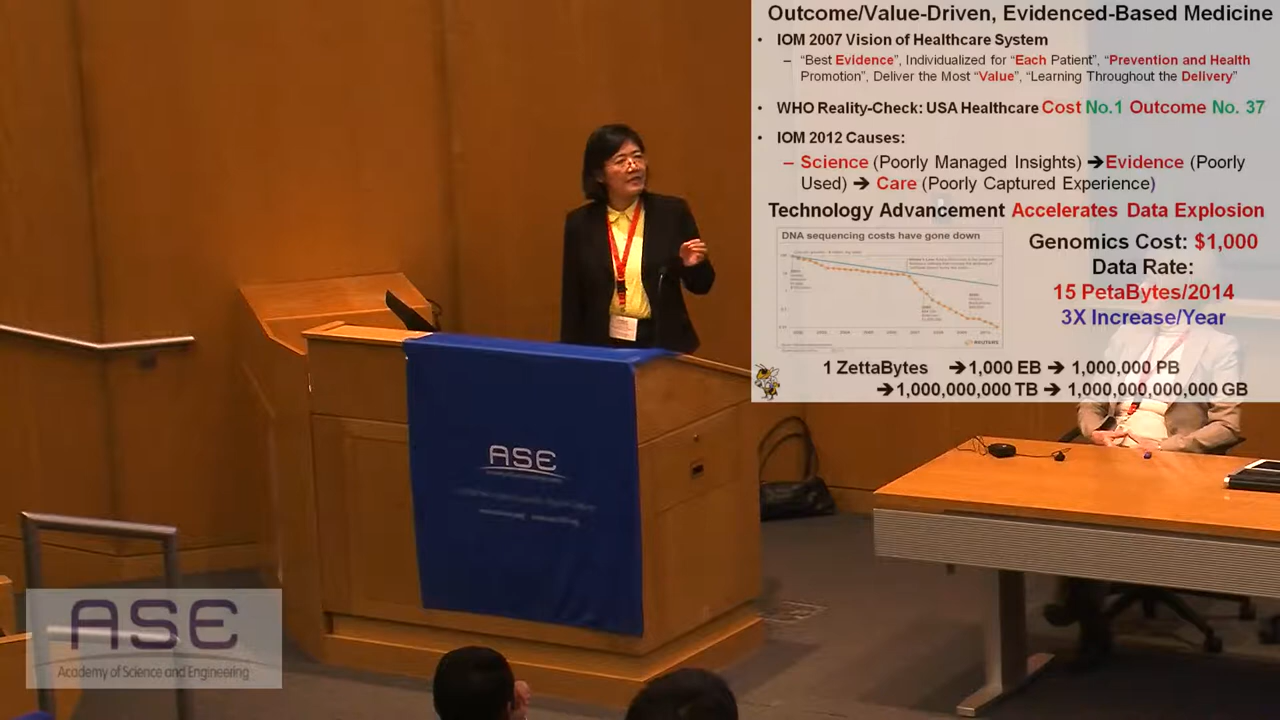 Outcome/Value-Driven, Evidenced-Based Medicine
• IOM 2007 Vision of Healthcare System
– “Best Evidence”, Individualized for “Each Patient”, “Prevention and Health
Promotion”, Deliver the Most “Value”, “Learning Throughout the Delivery”
• WHO Reality-Check: USA Healthcare Cost No.1 Outcome No. 37
• IOM 2012 Causes:
– Science (Poorly Managed Insights) ➔Evidence (Poorly
Used) ➔ Care (Poorly Captured Experience)
Technology Advancement Accelerates Data Explosion
DNA sequencing costs have gone down
REUTERS
Genomics Cost: $1,000
Data Rate:
15 PetaBytes/2014
3X Increase/Year
1 ZettaBytes ➔1,000 EB ➔ 1,000,000 PB
➔1,000,000,000 TB ➔ 1,000,000,000,000 GB
ASE
ASE
Academy of Science and Engineering